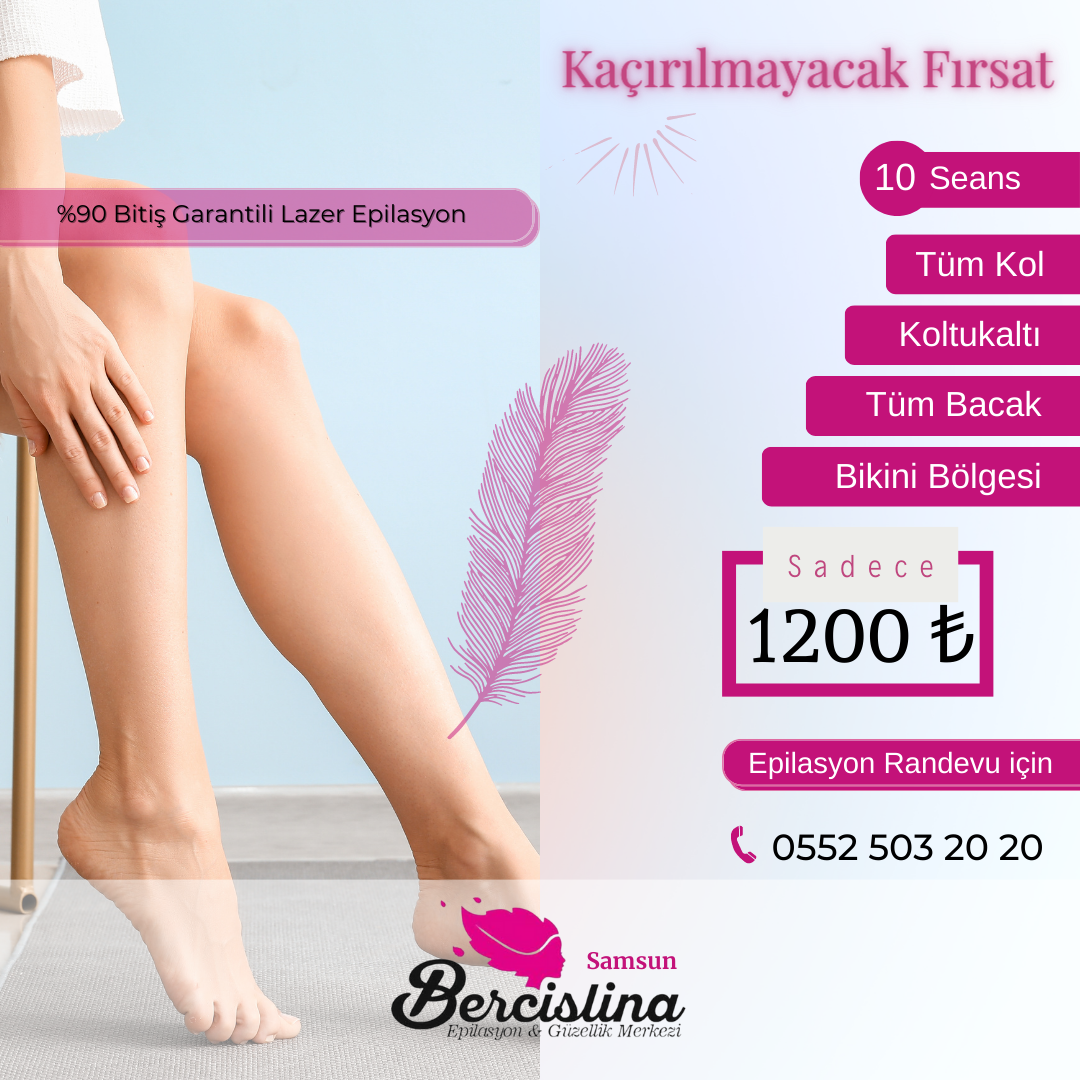 Kaçırılmayacak Fırsat
10 Seans
%90 Bitiş Garantili Lazer Epilasyon
Tüm Kol
Koltukaltı
Tüm Bacak
Bikini Bölgesi
Sadece
1200 ₺
Epilasyon Randevu için
0552 503 20 20
Samsun
Bercislina
Epilasyon & Güzellik Merkezi